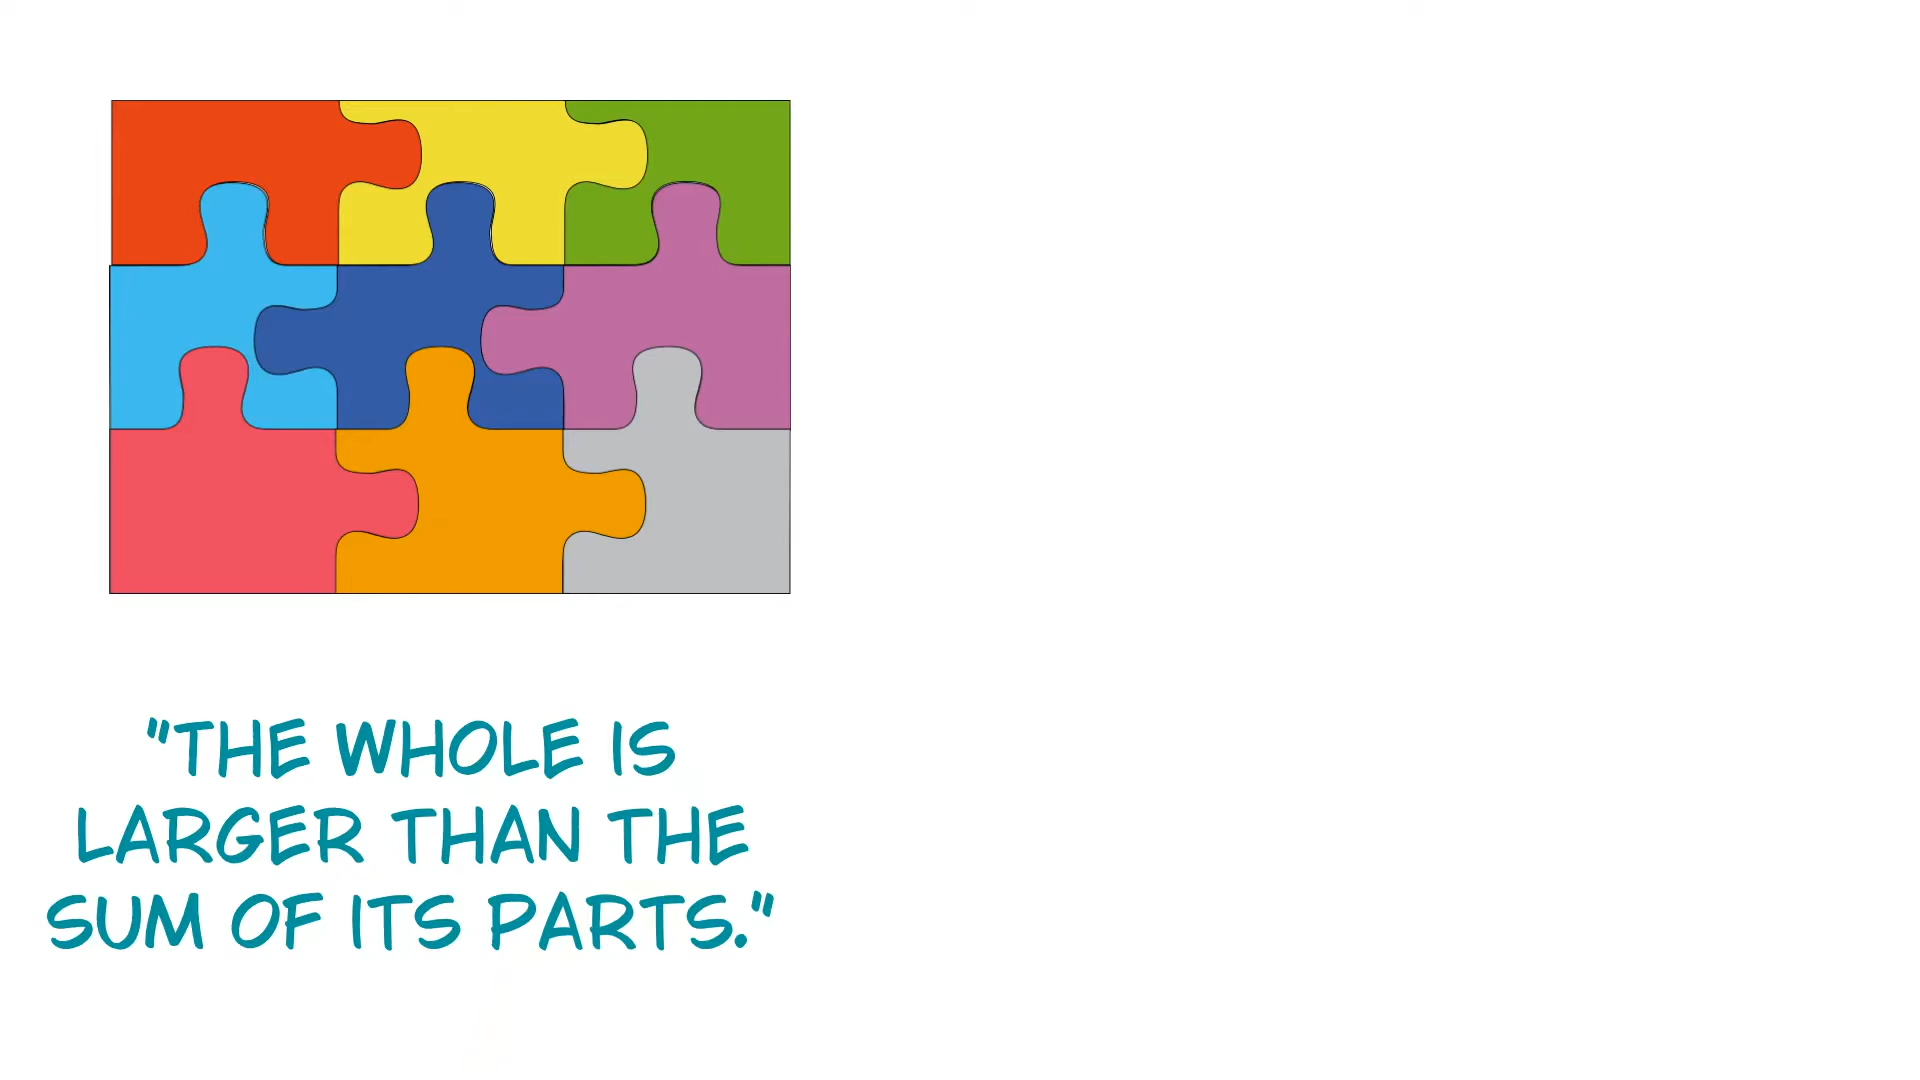 "THE WHOLE IS
LARGER THAN THE
SUM OF ITS PARTS."